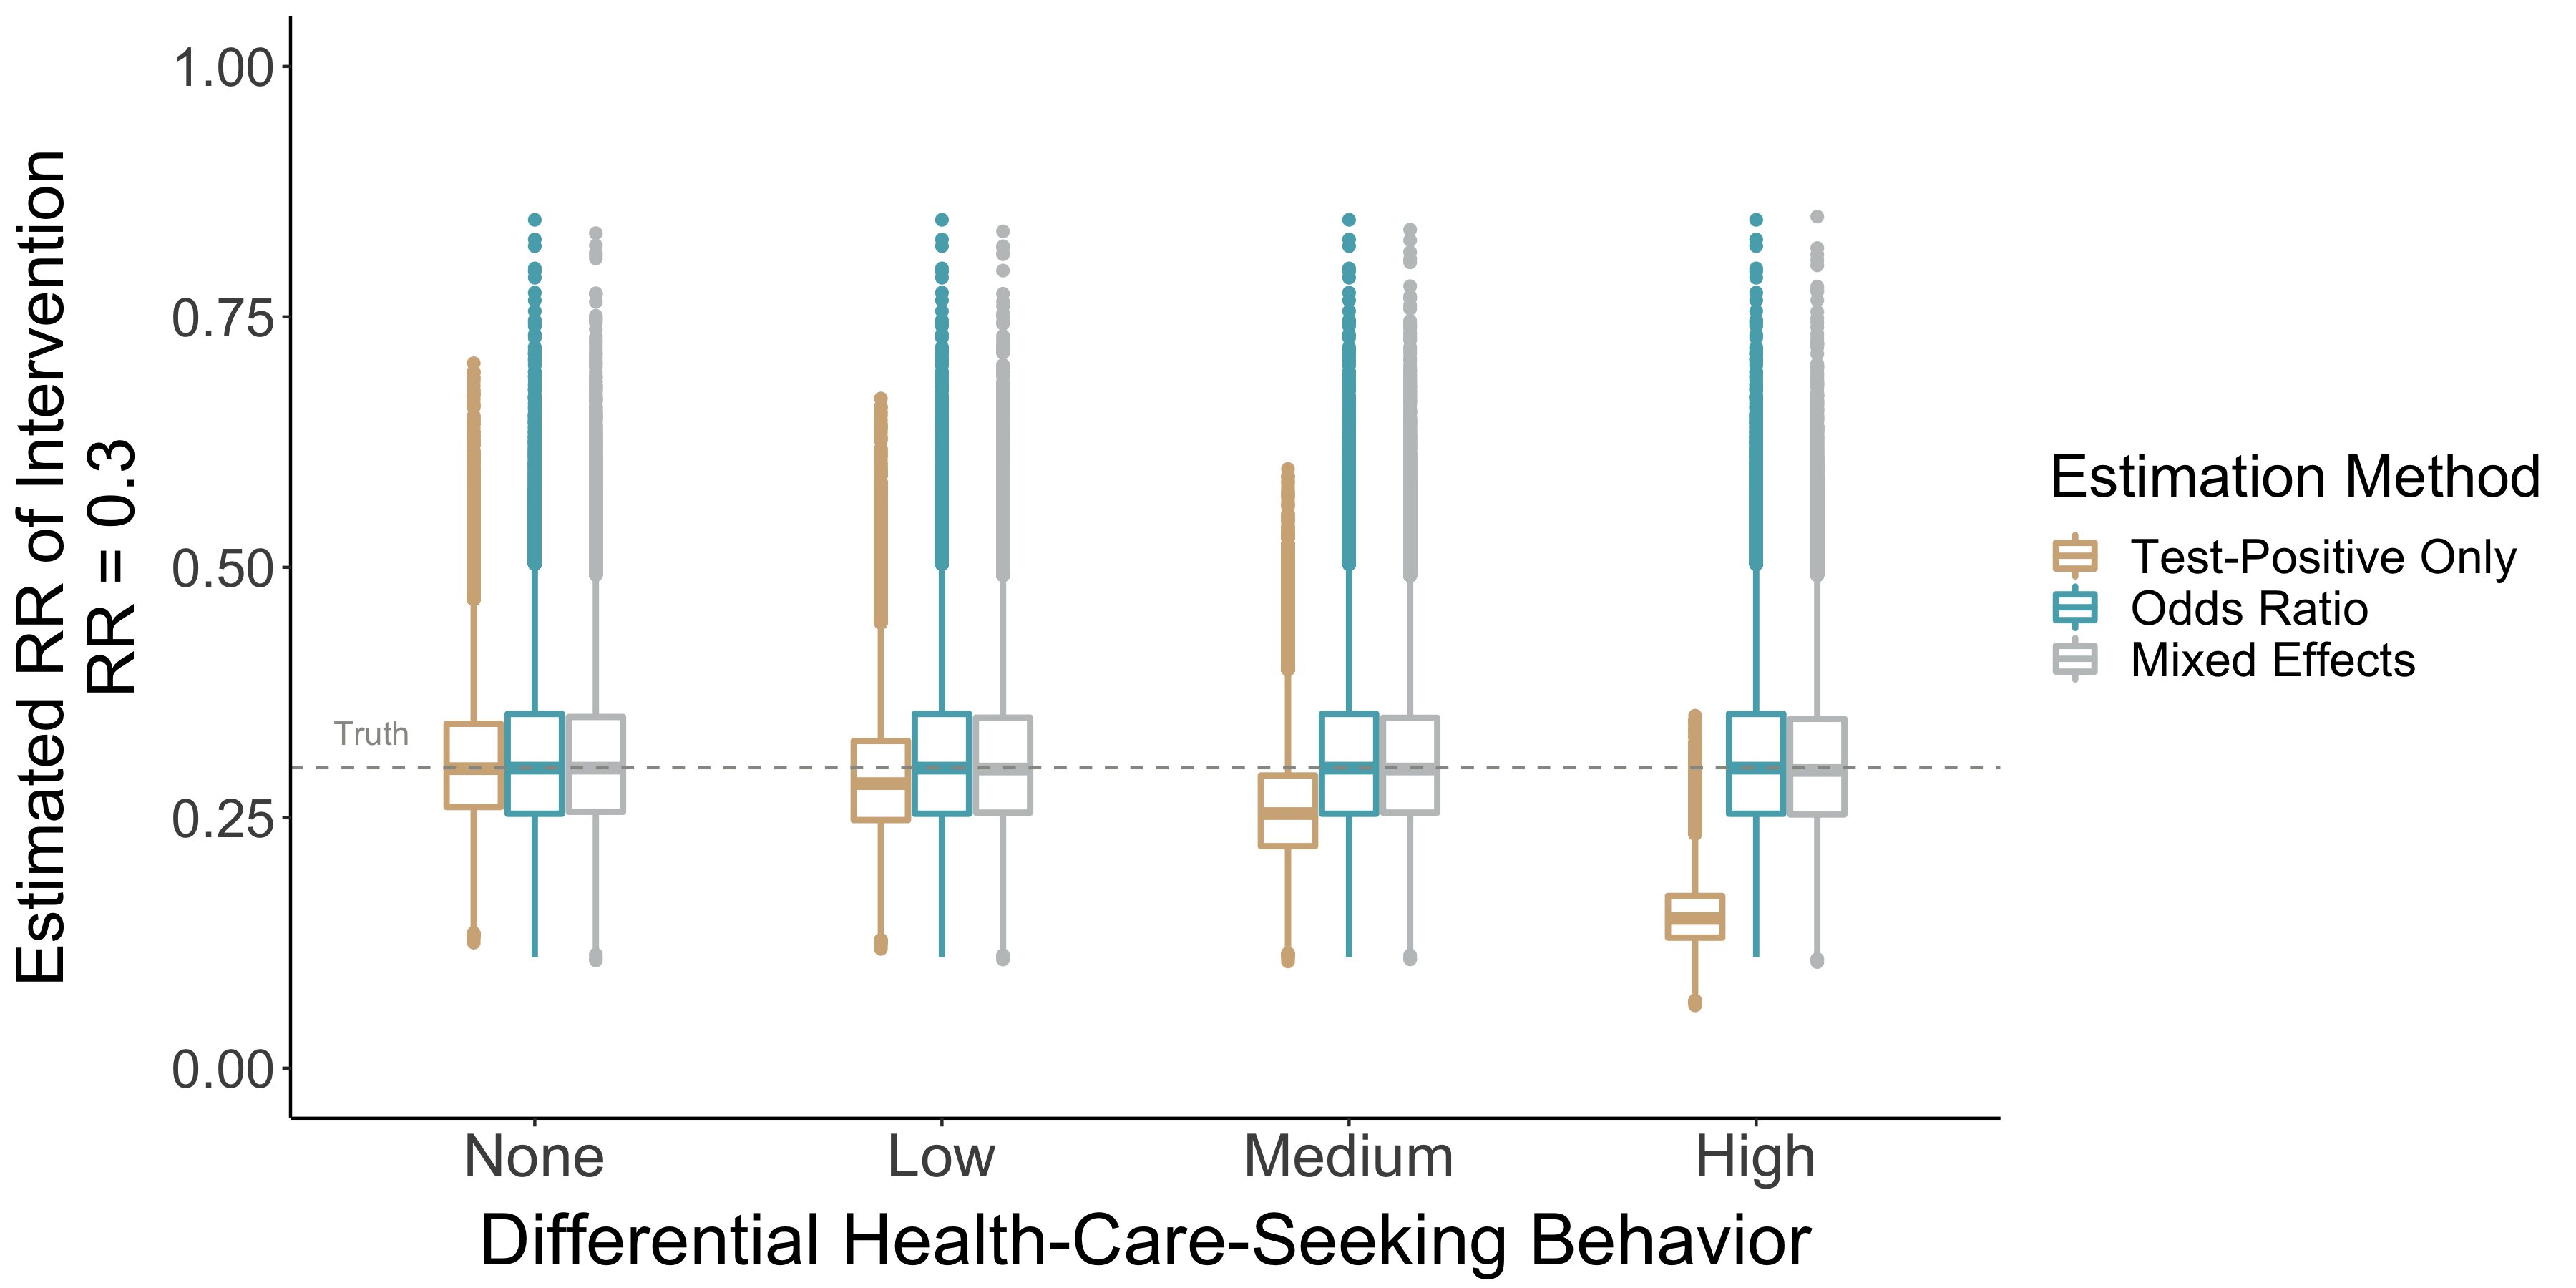 Estimated RR of Intervention
RR = 0.3
1.00
0.75
0.50
0.25
0.00
Truth
None
Low
Medium
High
Differential Health-Care-Seeking Behavior
Estimation Method
Test-Positive Only
Odds Ratio
Mixed Effects